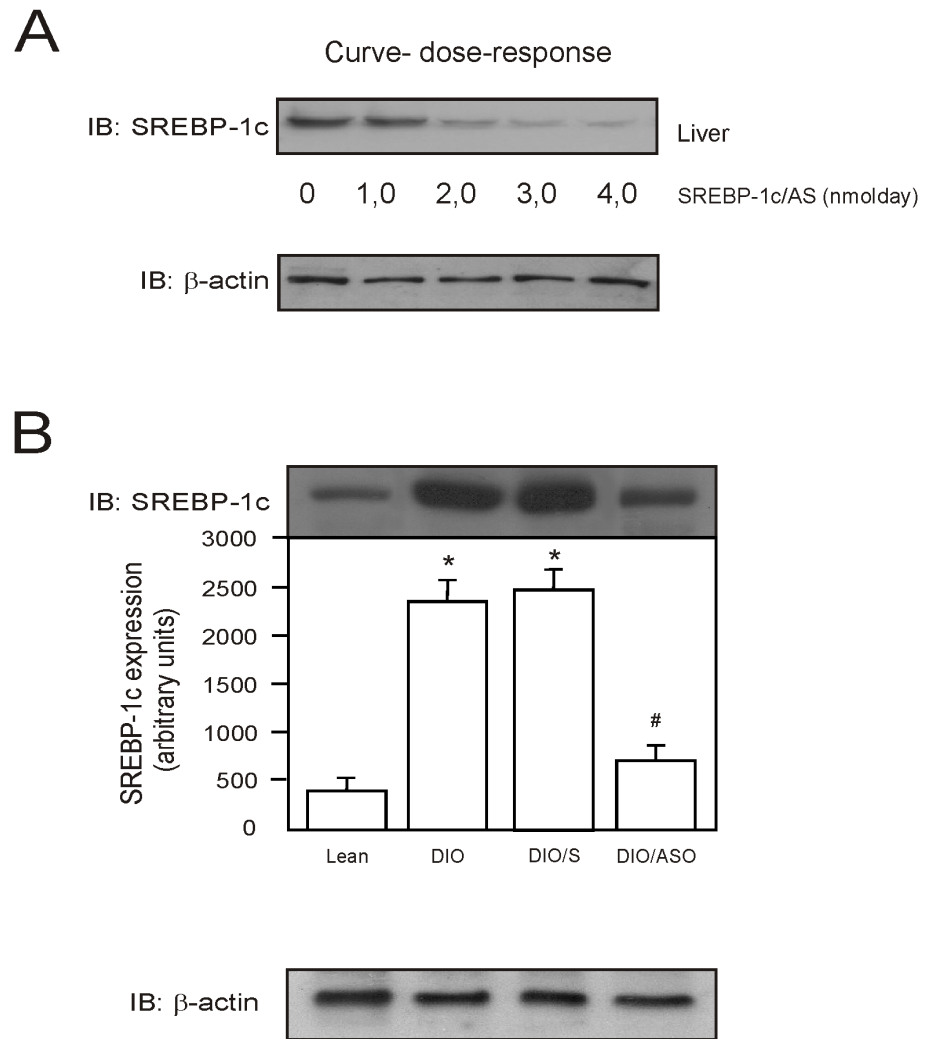 A
Curve- dose-response
IB: SREBP-1c
Liver
0 1,0 2,0 3,0 4,0 SREBP-1c/AS (nmolday)
IB: β-actin
B
IB: SREBP-1c
SREBP-1c expression
(arbitrary units)
3000
2500
2000
1500
1000
500
0
* * #
Lean DIO DIO/S DIO/ASO
IB: β-actin